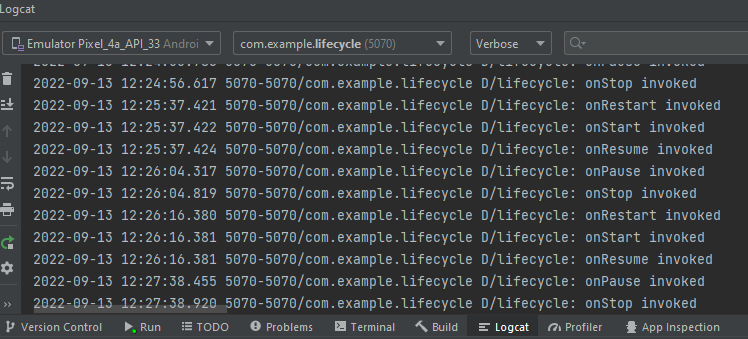 Logcat
Emulator Pixel_4a_API_33 Androi
com.example.lifecycle (5070)
Verbose
2022-09-13 12:24:56.617 5070-5070/com.example.lifecycle D/lifecycle: onStop invoked
2022-09-13 12:25:37.421 5070-5070/com.example.lifecycle D/lifecycle: onRestart invoked
2022-09-13 12:25:37.422 5070-5070/com.example.lifecycle D/lifecycle: onStart invoked
2022-09-13 12:25:37.424 5070-5070/com.example.lifecycle D/lifecycle: onResume invoked
2022-09-13 12:26:04.317 5070-5070/com.example.lifecycle D/lifecycle: onPause invoked
2022-09-13 12:26:04.819 5070-5070/com.example.lifecycle D/lifecycle: onStop invoked
2022-09-13 12:26:16.380 5070-5070/com.example.lifecycle D/lifecycle: onRestart invoked
2022-09-13 12:26:16.381 5070-5070/com.example.lifecycle D/lifecycle: onStart invoked
2022-09-13 12:26:16.381 5070-5070/com.example.lifecycle D/lifecycle: onResume invoked
2022-09-13 12:27:38.455 5070-5070/com.example.lifecycle D/lifecycle: onPause invoked
2022-09-13 12:27:38.920 5070-5070/com.example.lifecycle D/lifecycle: onStop invoked
Version Control Run TODO Problems Terminal Build Logcat Profiler App Inspection